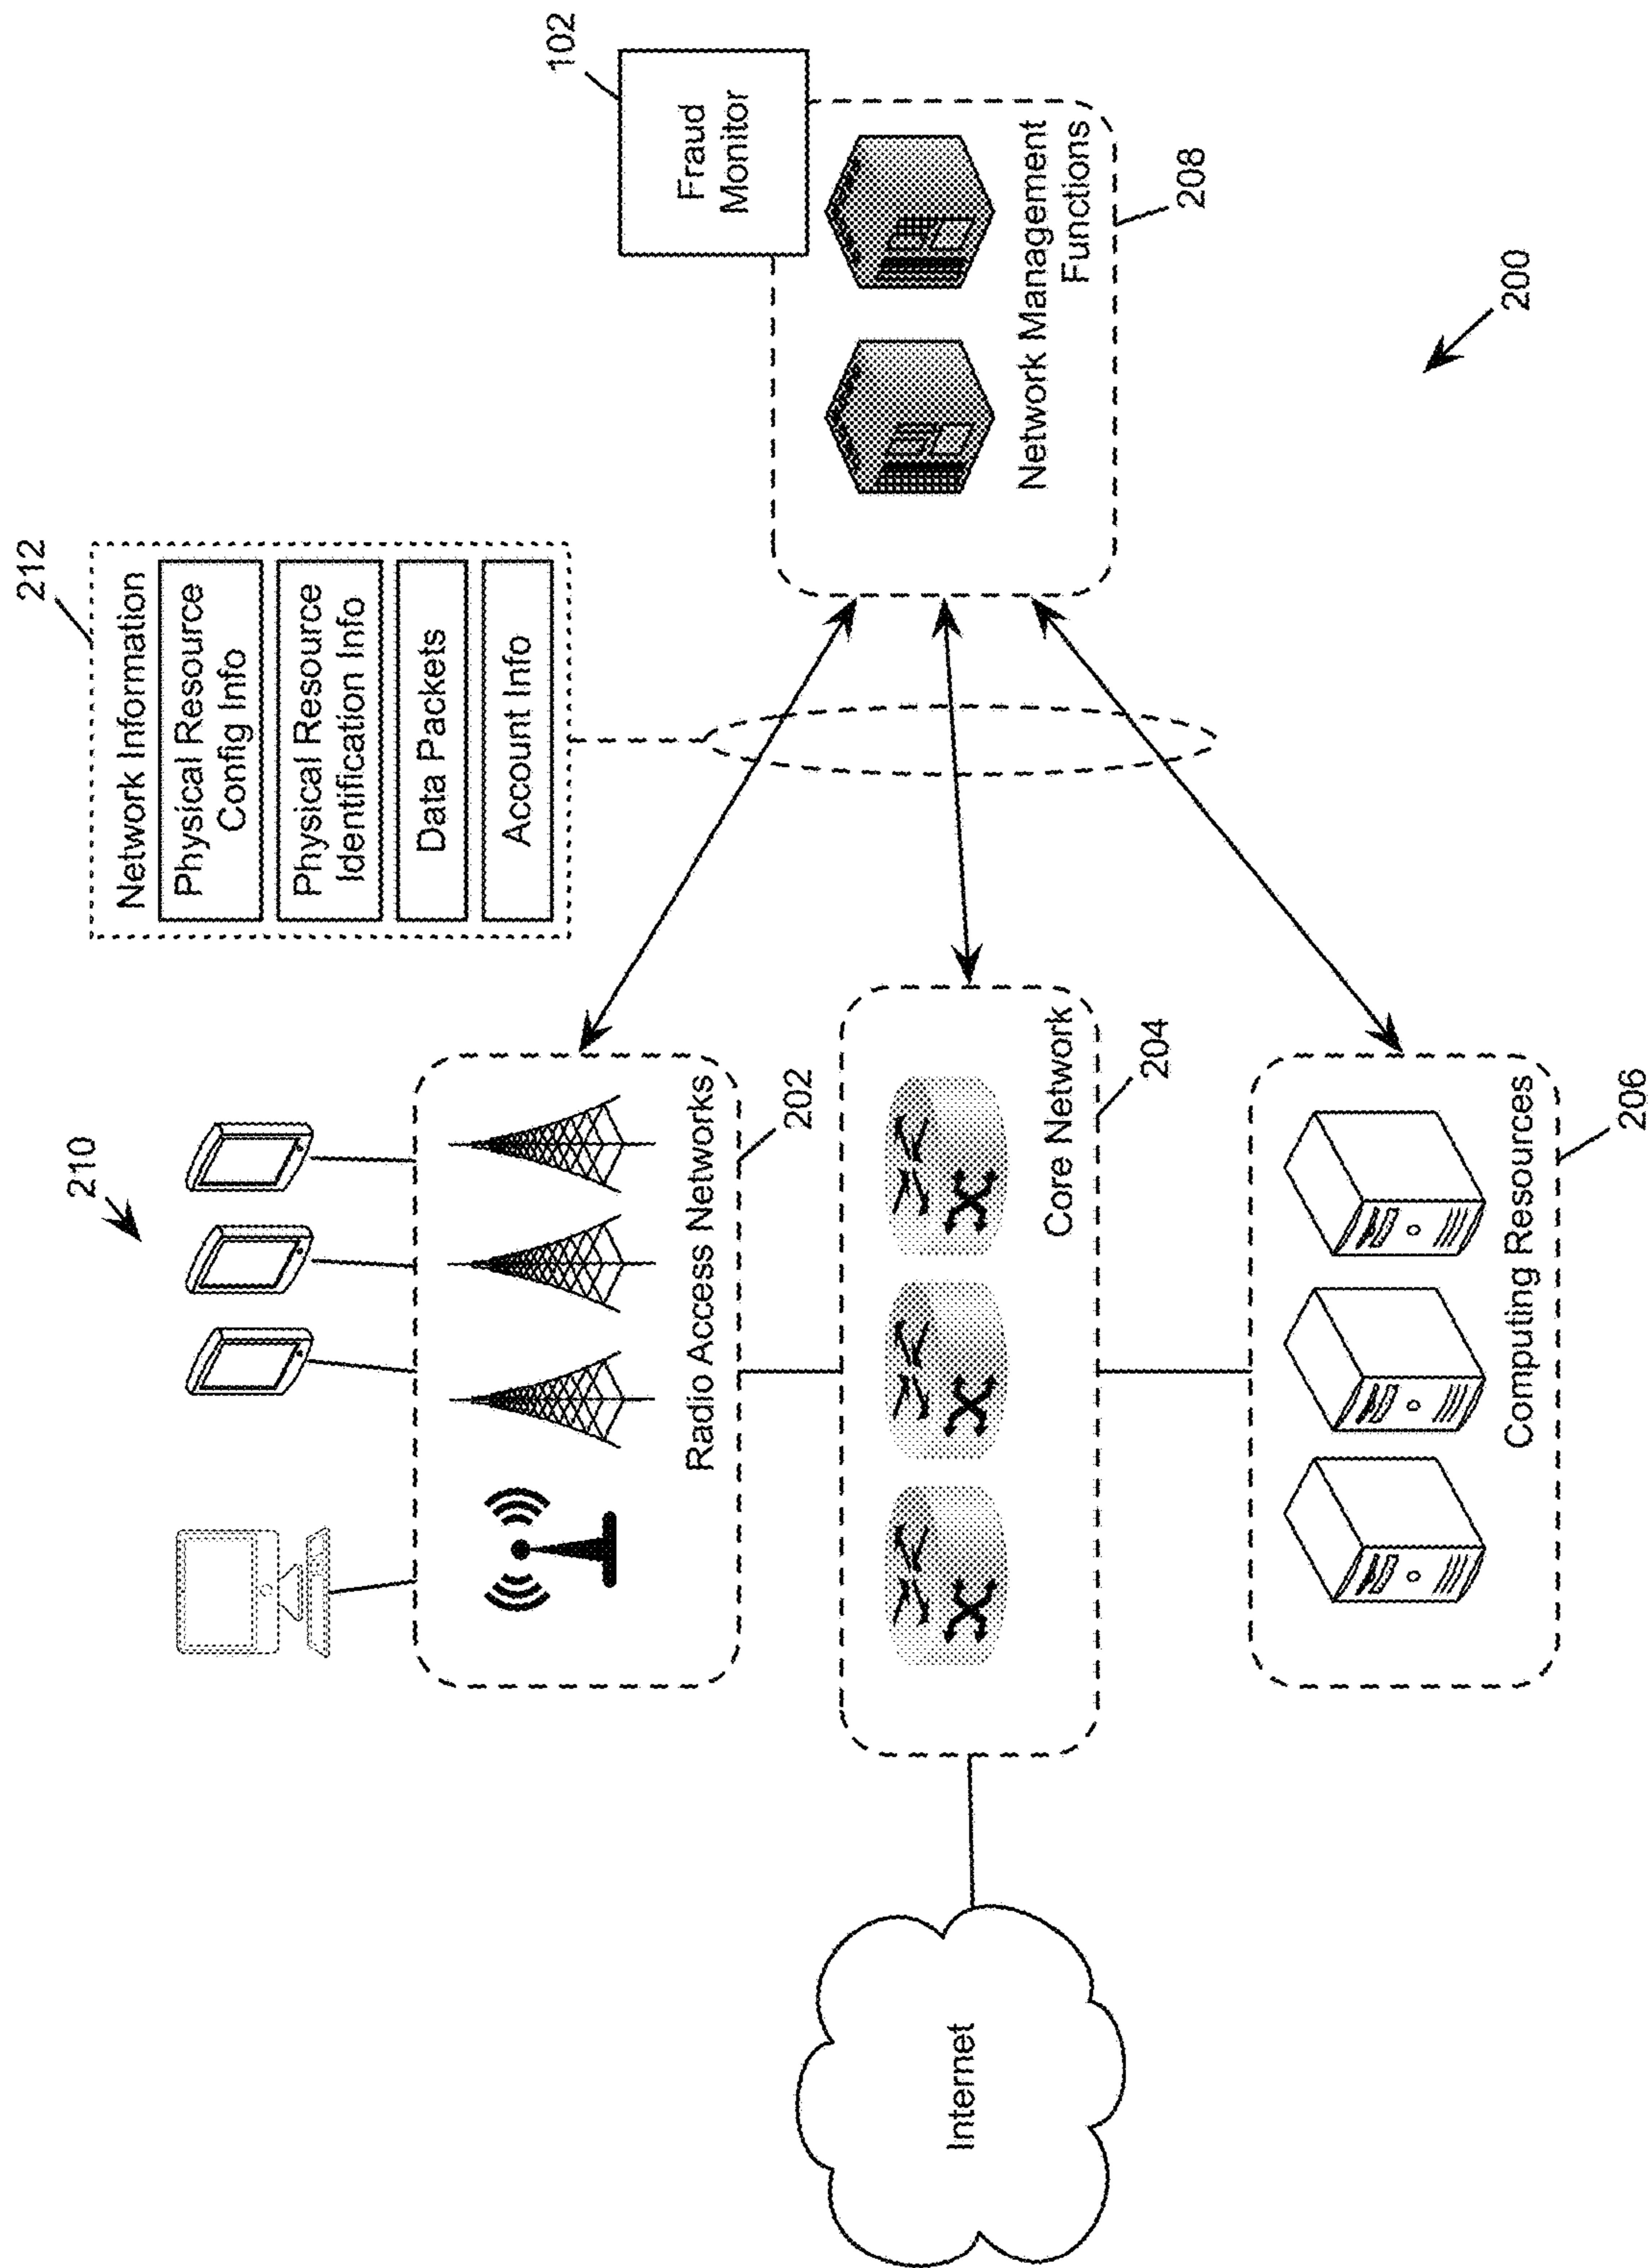 210
212
Network Information
Physical Resource
Config Info
Physical Resource
Identification Info
Data Packets
Account Info
102
Fraud
Monitor
Radio Access Networks
202
Core Network
204
Network Management
Functions
208
Internet
Computing Resources
206
200